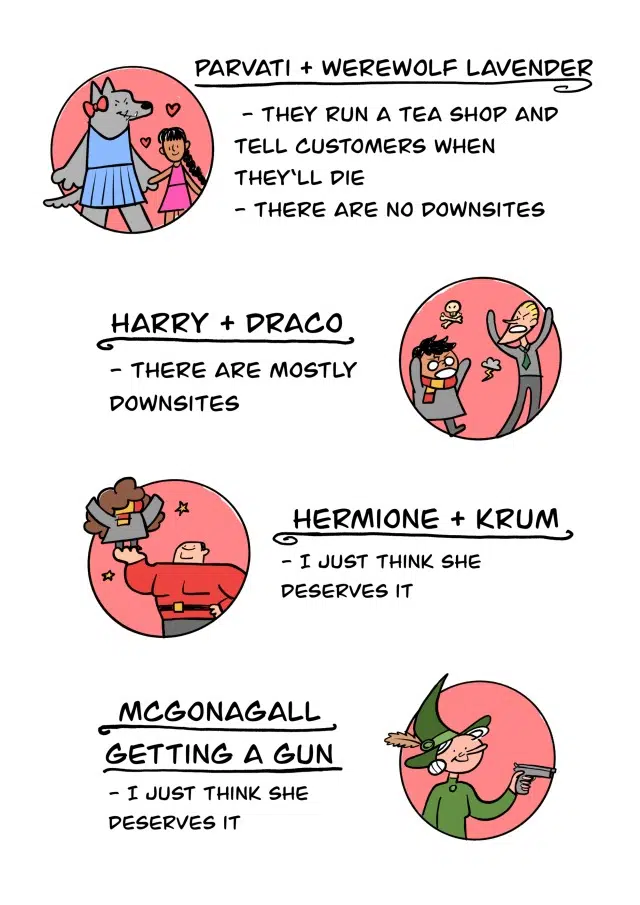 PARVATI + WEREWOLF LAVENDER
- THEY RUN A TEA SHOP AND
TELL CUSTOMERS WHEN
THEY'LL DIE
- THERE ARE NO DOWNSITES
HARRY + DRACO
- THERE ARE MOSTLY
DOWNSITES
HERMIONE + KRUM
- I JUST THINK SHE
DESERVES IT
MCGONAGALL
GETTING A GUN
- I JUST THINK SHE
DESERVES IT